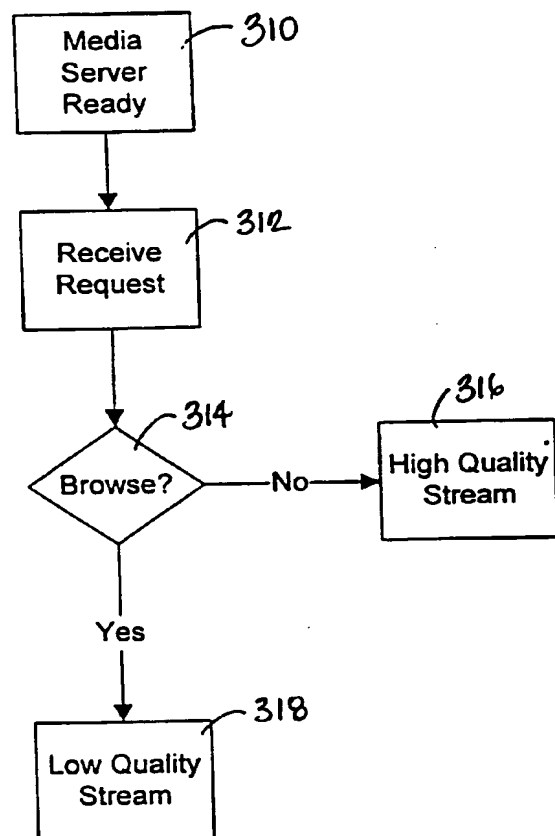 Media
Server
Ready
310
Receive
Request
312
314
Browse?
No
316
High Quality
Stream
Yes
318
Low Quality
Stream